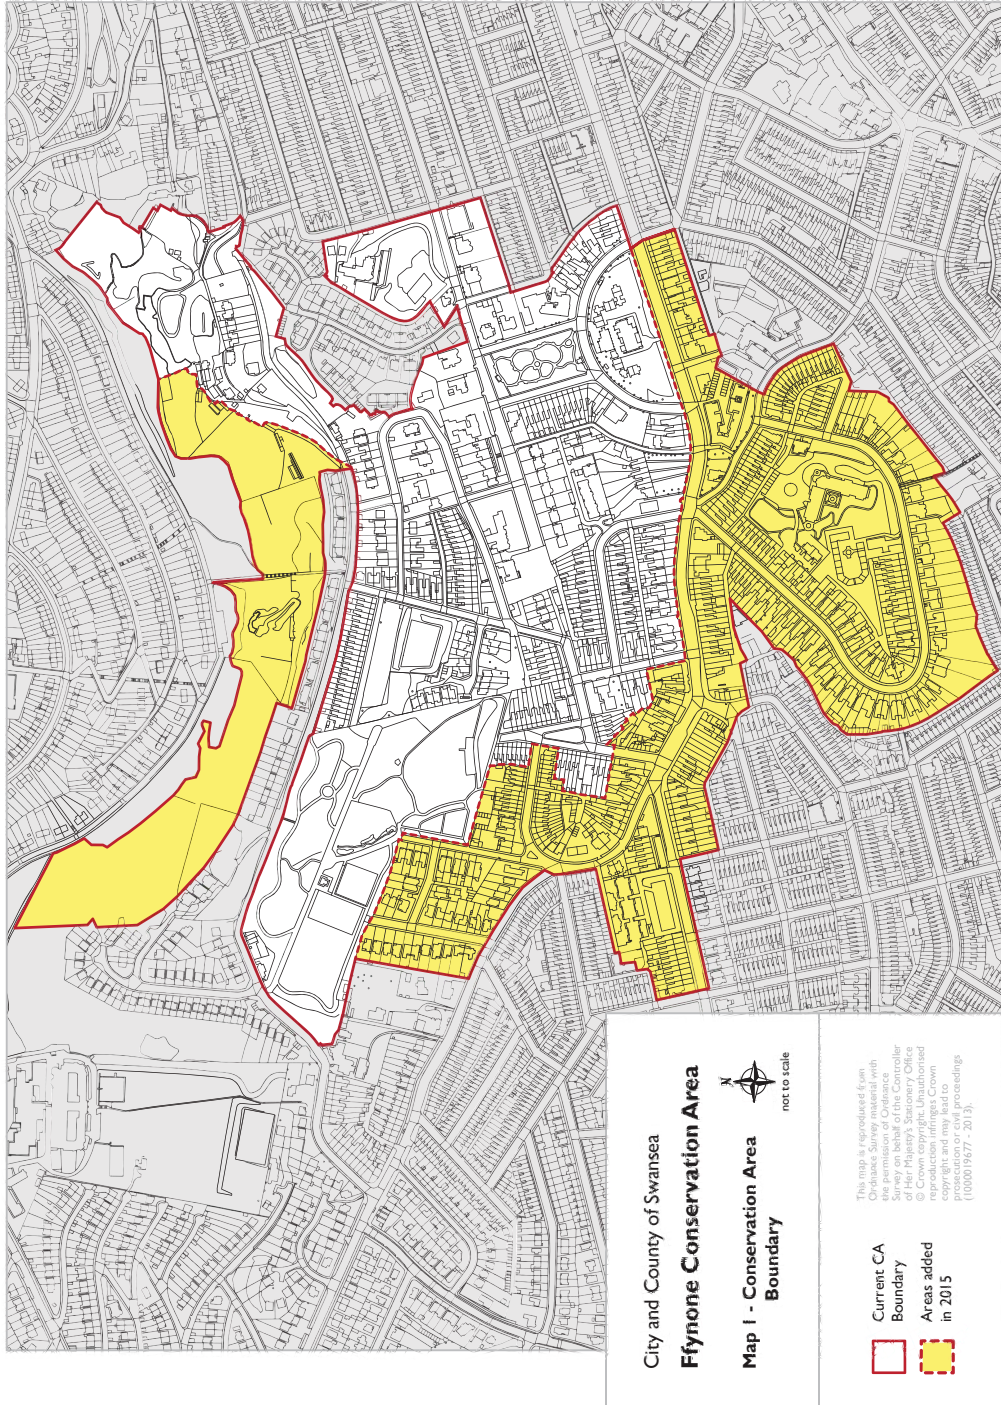 City and County of Swansea
Ffynone Conservation Area
Map 1 - Conservation Area
Boundary
N
not to scale
Current CA
Boundary
Areas added
in 2015
This map is reproduced from
Ordnance Survey material with
the permission of Ordnance
Survey on behalf of the Controller
of Her Majesty's Stationery Office
© Crown copyright. Unauthorised
reproduction infringes Crown
copyright and may lead to
prosecution or civil proceedings
(1000019677 - 2013).